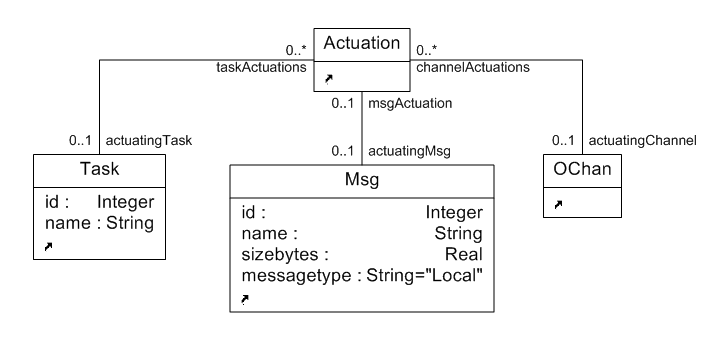 Actuation
0..*
0..*
taskActuations
channelActuations
0..1
msgActuation
0..1
actuatingTask
0..1
actuatingMsg
0..1
actuatingChannel
Task
id : Integer
name : String
Msg
id : Integer
name : String
sizebytes : Real
messagetype : String="Local"
OChan